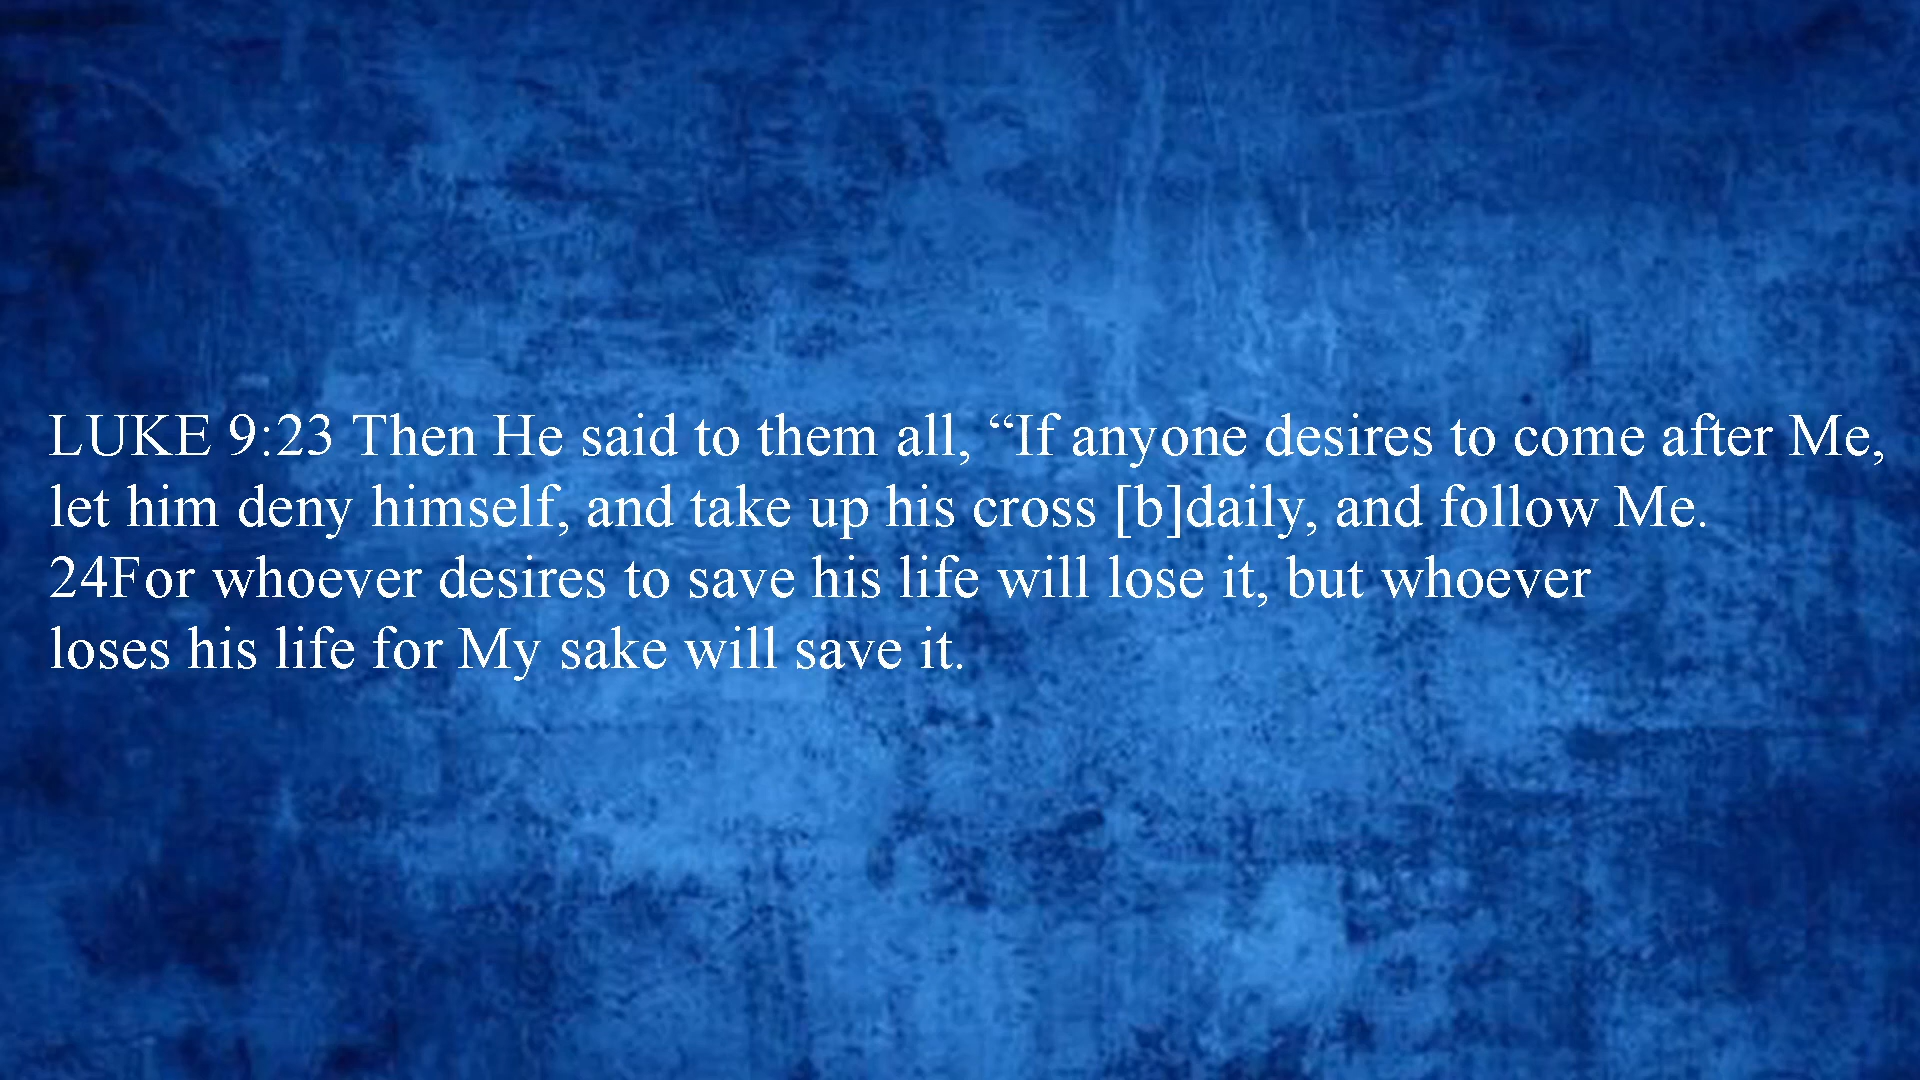 LUKE 9:23 Then He said to them all, “If anyone desires to come after Me,
let him deny himself, and take up his cross [b]daily, and follow Me.
24For whoever desires to save his life will lose it, but whoever
loses his life for My sake will save it.